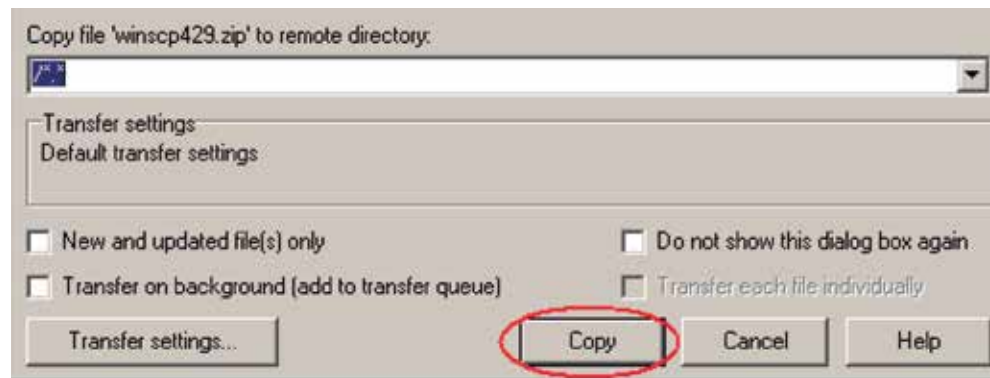 Copy file 'winscp429.zip' to remote directory:
/*.*
Transfer settings
Default transfer settings
New and updated file(s) only
Do not show this dialog box again
Transfer on background (add to transfer queue)
Transfer each file individually
Transfer settings...
Copy
Cancel
Help